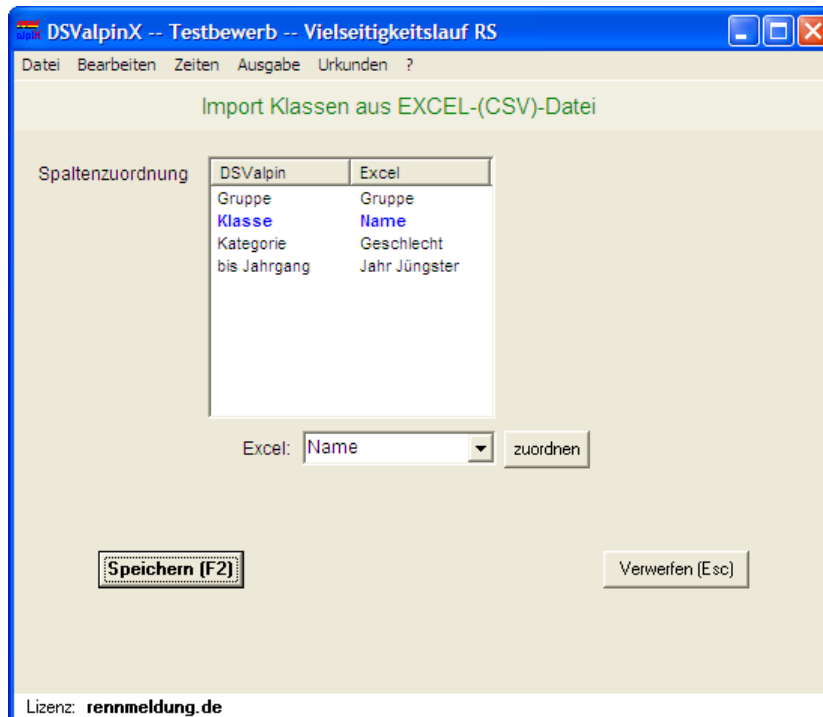 DSValpinX -- Testbewerb -- Vielseitigkeitslauf RS
Datei Bearbeiten Zeiten Ausgabe Urkunden ?
Import Klassen aus EXCEL-(CSV)-Datei
Spaltenzuordnung DSValpin Excel
Gruppe Gruppe
Klasse Name
Kategorie Geschlecht
bis Jahrgang Jahr Jüngster
Excel: Name zuordnen
Speichern (F2) Verwerfen (Esc)
Lizenz: rennmeldung.de